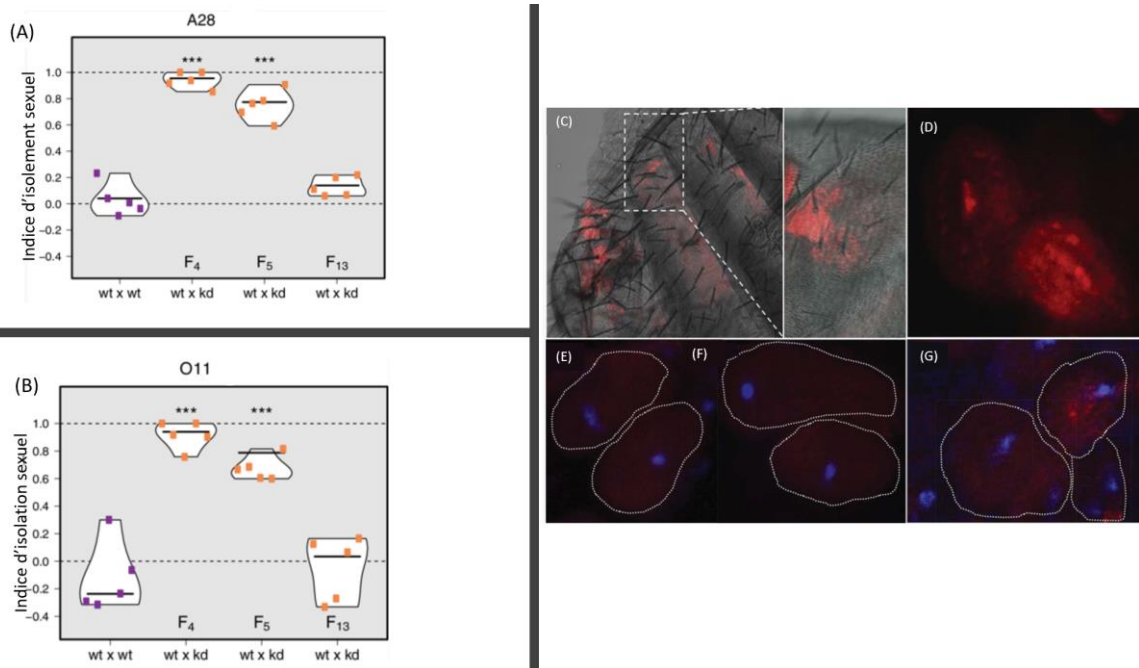 (A)
A28
Indice d'isolement sexuel
1.0
0.8
0.6
0.4
0.2
0.0
−0.2
−0.4
***
***
F4
F5
F13
wt x wt
wt x kd
wt x kd
wt x kd
(B)
O11
Indice d'isolation sexuel
1.0
0.8
0.6
0.4
0.2
0.0
−0.2
−0.4
***
***
F4
F5
F13
wt x wt
wt x kd
wt x kd
wt x kd
(C)
(D)
(E)
(F)
(G)